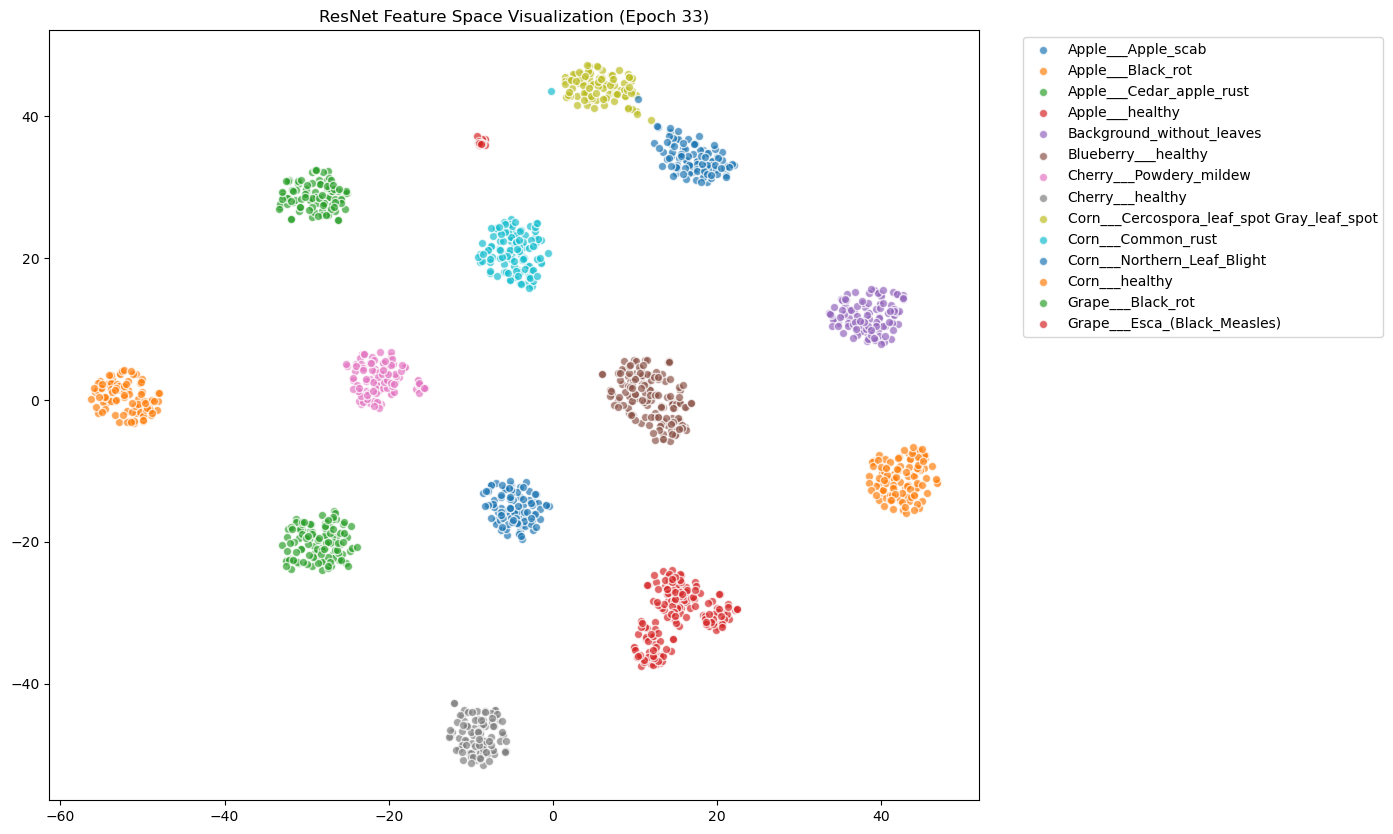 ResNet Feature Space Visualization (Epoch 33)
Apple___Apple_scab
Apple___Black_rot
Apple___Cedar_apple_rust
Apple___healthy
Background_without_leaves
Blueberry___healthy
Cherry___Powdery_mildew
Cherry___healthy
Corn___Cercospora_leaf_spot Gray_leaf_spot
Corn___Common_rust
Corn___Northern_Leaf_Blight
Corn___healthy
Grape___Black_rot
Grape___Esca_(Black_Measles)
40
20
0
−20
−40
−60 −40 −20 0 20 40